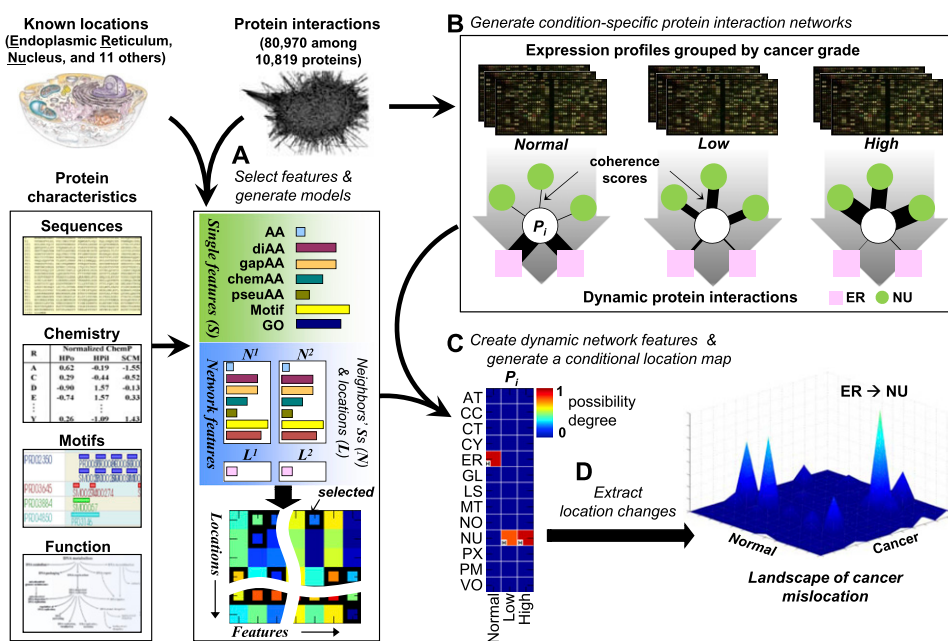 Known locations
(Endoplasmic Reticulum,
Nucleus, and 11 others)
Protein interactions
(80,970 among
10,819 proteins)
A
Select features &
generate models
Protein
characteristics
Sequences
Chemistry
Normalized ChemP
R HPo HPil SCM
A 0.62 -0.19 -1.55
C 0.29 -0.44 -0.52
D -0.90 1.57 -0.13
E -0.74 1.57 0.33
Y 0.26 -1.09 1.43
Motifs
Function
Single features (S)
AA
diAA
gapAA
chemAA
pseuAA
Motif
GO
Network features
N1
N2
L1
L2
Neighbors' Ss (N)
& locations (L)
selected
Locations
Features
B
Generate condition-specific protein interaction networks
Expression profiles grouped by cancer grade
Normal
Low
High
coherence
scores
Pi
Dynamic protein interactions
ER
NU
C
Create dynamic network features &
generate a conditional location map
Pi
AT
CC
CT
CY
ER
GL
LS
MT
NO
NU
PX
PM
VO
Normal
Low
High
1
0
possibility
degree
D
Extract
location changes
ER → NU
Normal
Cancer
Landscape of cancer
mislocation